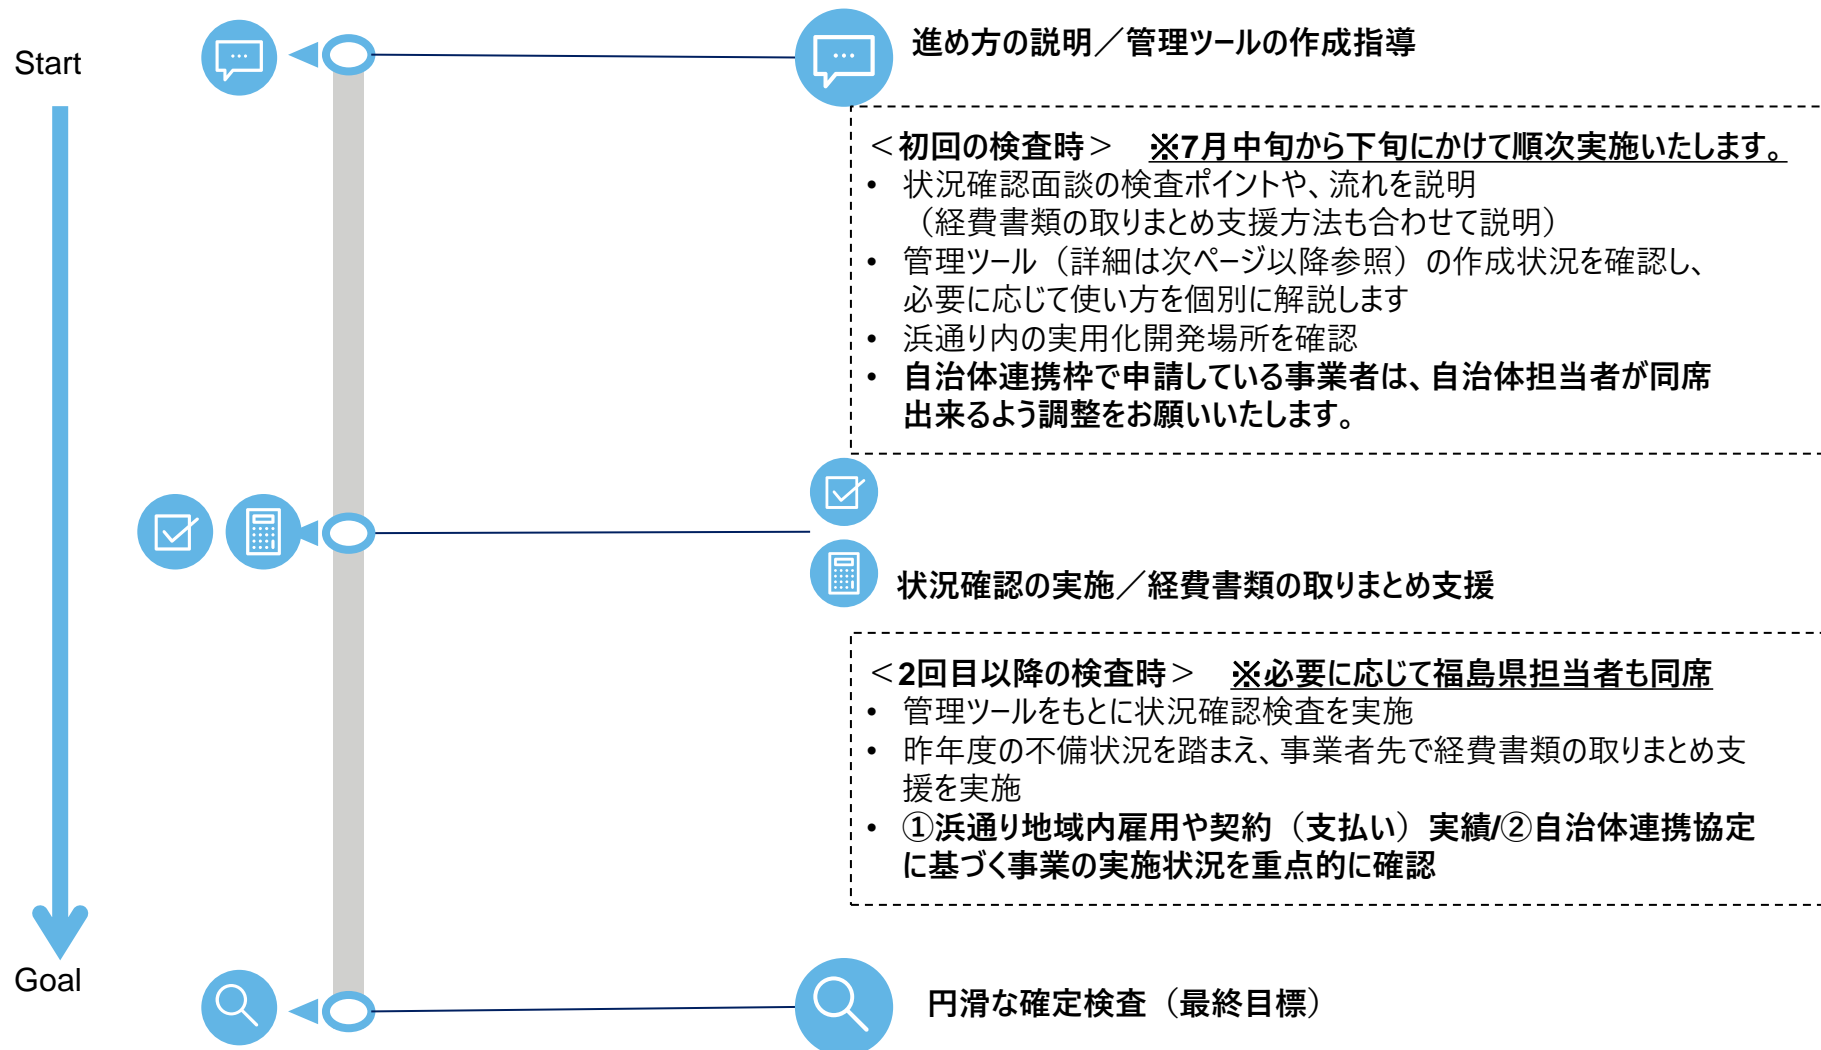 Start
進め方の説明／管理ツールの作成指導
＜初回の検査時＞　※7月中旬から下旬にかけて順次実施いたします。
• 状況確認面談の検査ポイントや、流れを説明
（経費書類の取りまとめ支援方法も合わせて説明）
• 管理ツール（詳細は次ページ以降参照）の作成状況を確認し、
必要に応じて使い方を個別に解説します
• 浜通り内の実用化開発場所を確認
• 自治体連携枠で申請している事業者は、自治体担当者が同席
出来るよう調整をお願いいたします。
状況確認の実施／経費書類の取りまとめ支援
＜2回目以降の検査時＞　※必要に応じて福島県担当者も同席
• 管理ツールをもとに状況確認検査を実施
• 昨年度の不備状況を踏まえ、事業者先で経費書類の取りまとめ支
援を実施
• ①浜通り地域内雇用や契約（支払い）実績/②自治体連携協定
に基づく事業の実施状況を重点的に確認
Goal
円滑な確定検査（最終目標）